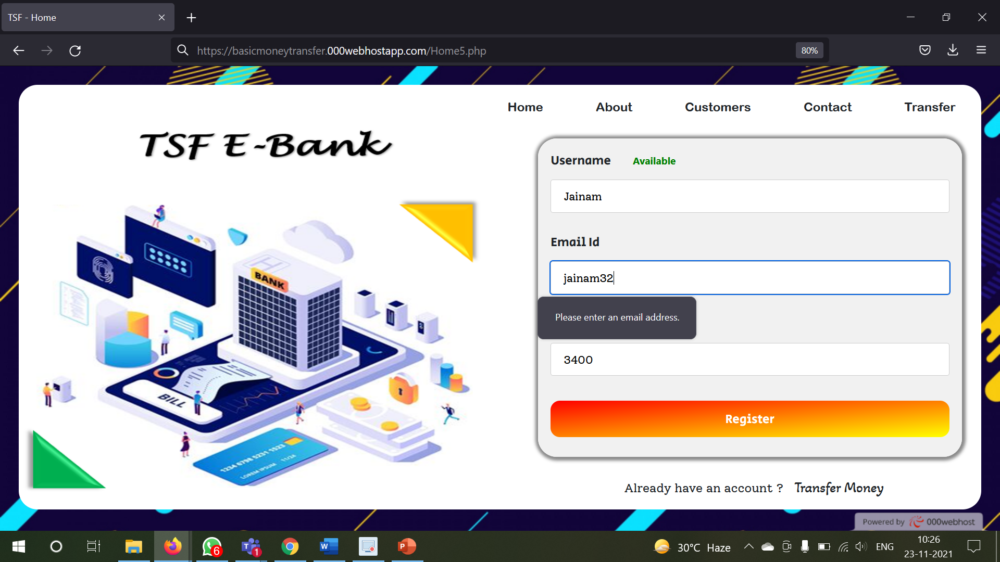 TSF - Home
https://basicmoneytransfer.000webhostapp.com/Home5.php
80%
Home About Customers Contact Transfer
TSF E-Bank
Username Available
Jainam
Email Id
jainam32
Please enter an email address.
3400
Register
Already have an account ? Transfer Money
BANK
BILL
1234 6798 5231 1523
11/24
LOREM IPSUM
Powered by 000webhost
6
1
30°C Haze
ENG
10:26
23-11-2021